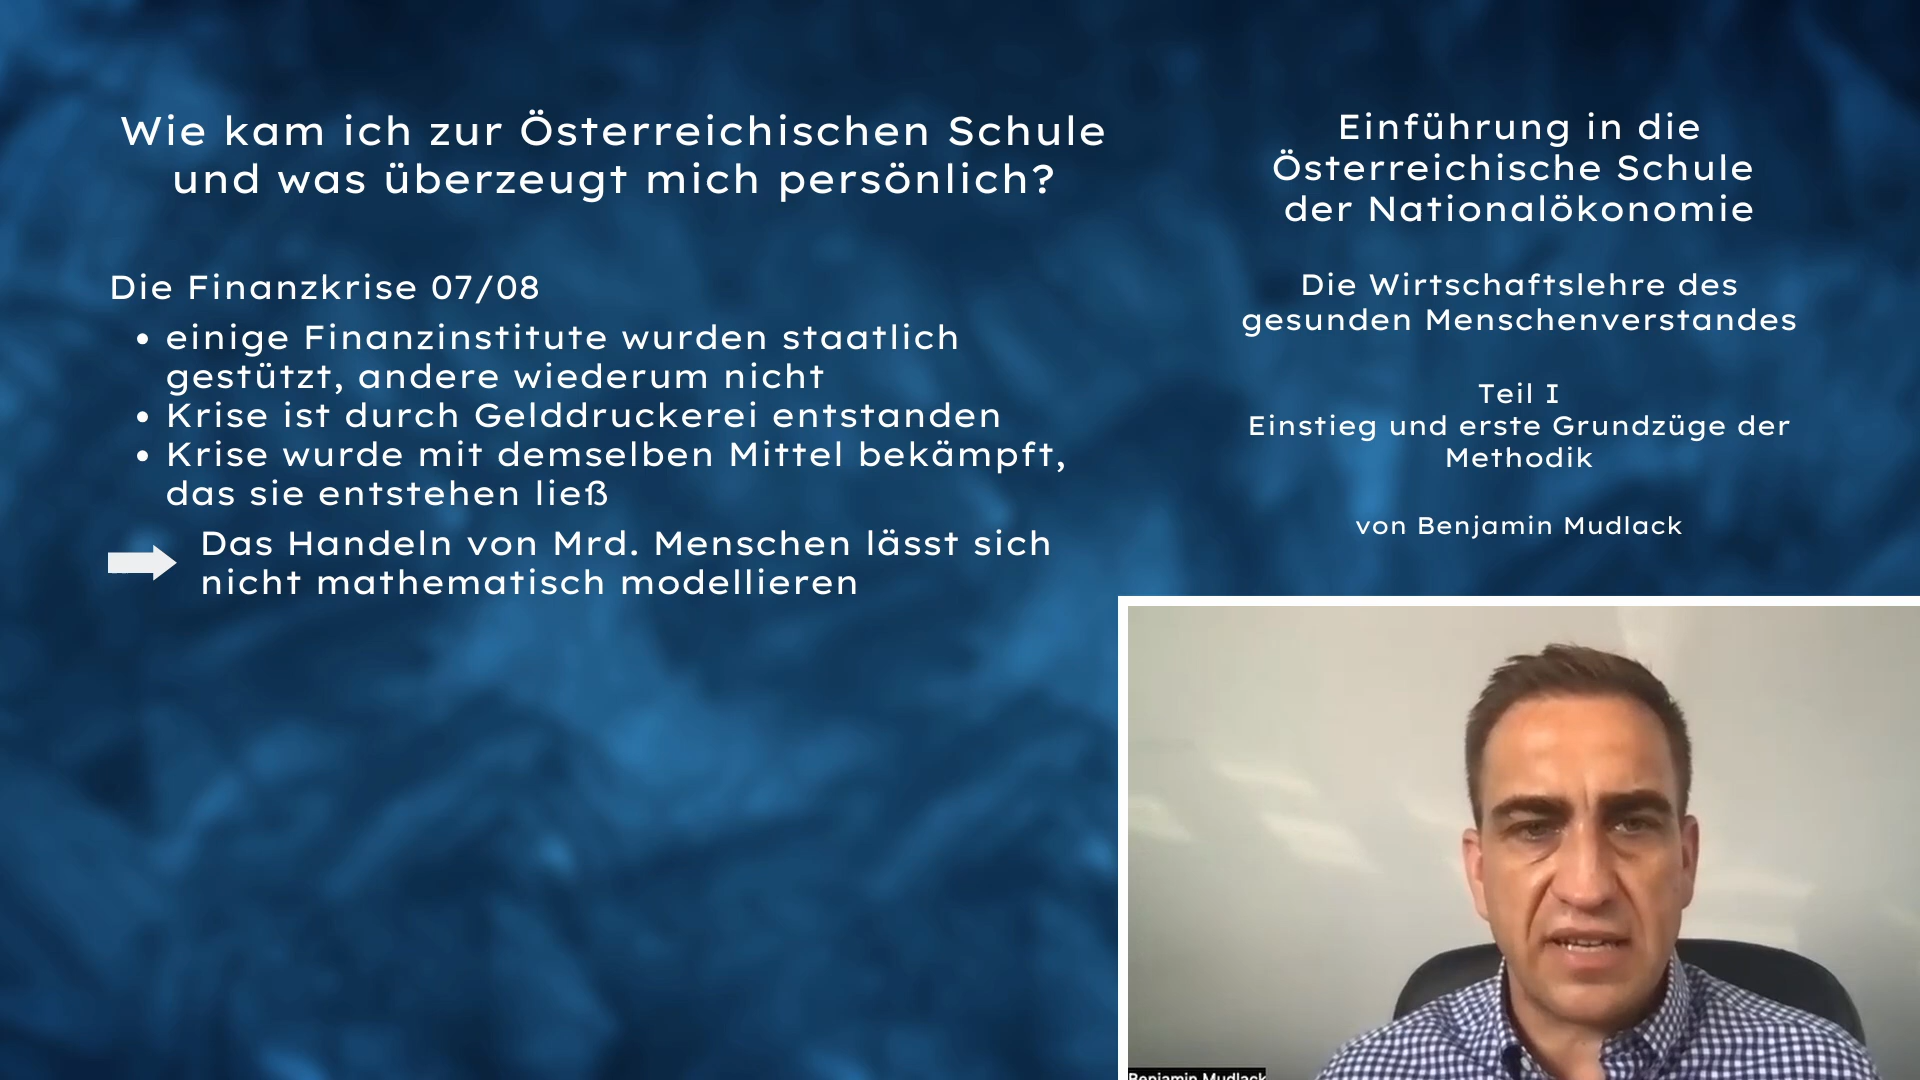 Wie kam ich zur Österreichischen Schule
und was überzeugt mich persönlich?
Die Finanzkrise 07/08
• einige Finanzinstitute wurden staatlich
gestützt, andere wiederum nicht
• Krise ist durch Gelddruckerei entstanden
• Krise wurde mit demselben Mittel bekämpft,
das sie entstehen ließ
Das Handeln von Mrd. Menschen lässt sich
nicht mathematisch modellieren
Einführung in die
Österreichische Schule
der Nationalökonomie
Die Wirtschaftslehre des
gesunden Menschenverstandes
Teil I
Einstieg und erste Grundzüge der
Methodik
von Benjamin Mudlack
Benjamin Mudlack